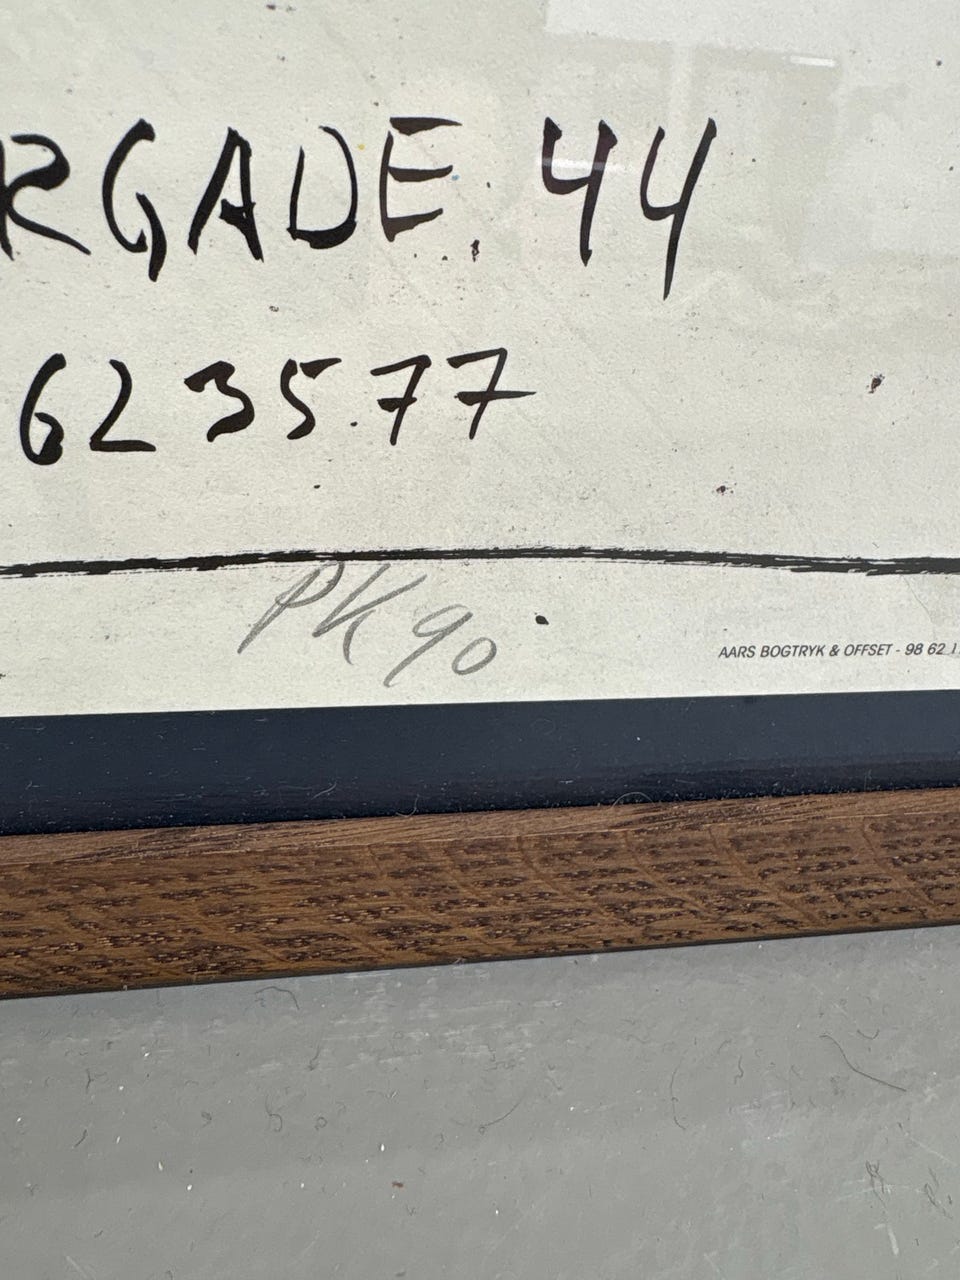 RGADE 44
62 35.77
PK 90
AARS BOGTRYK & OFFSET - 98 62 1